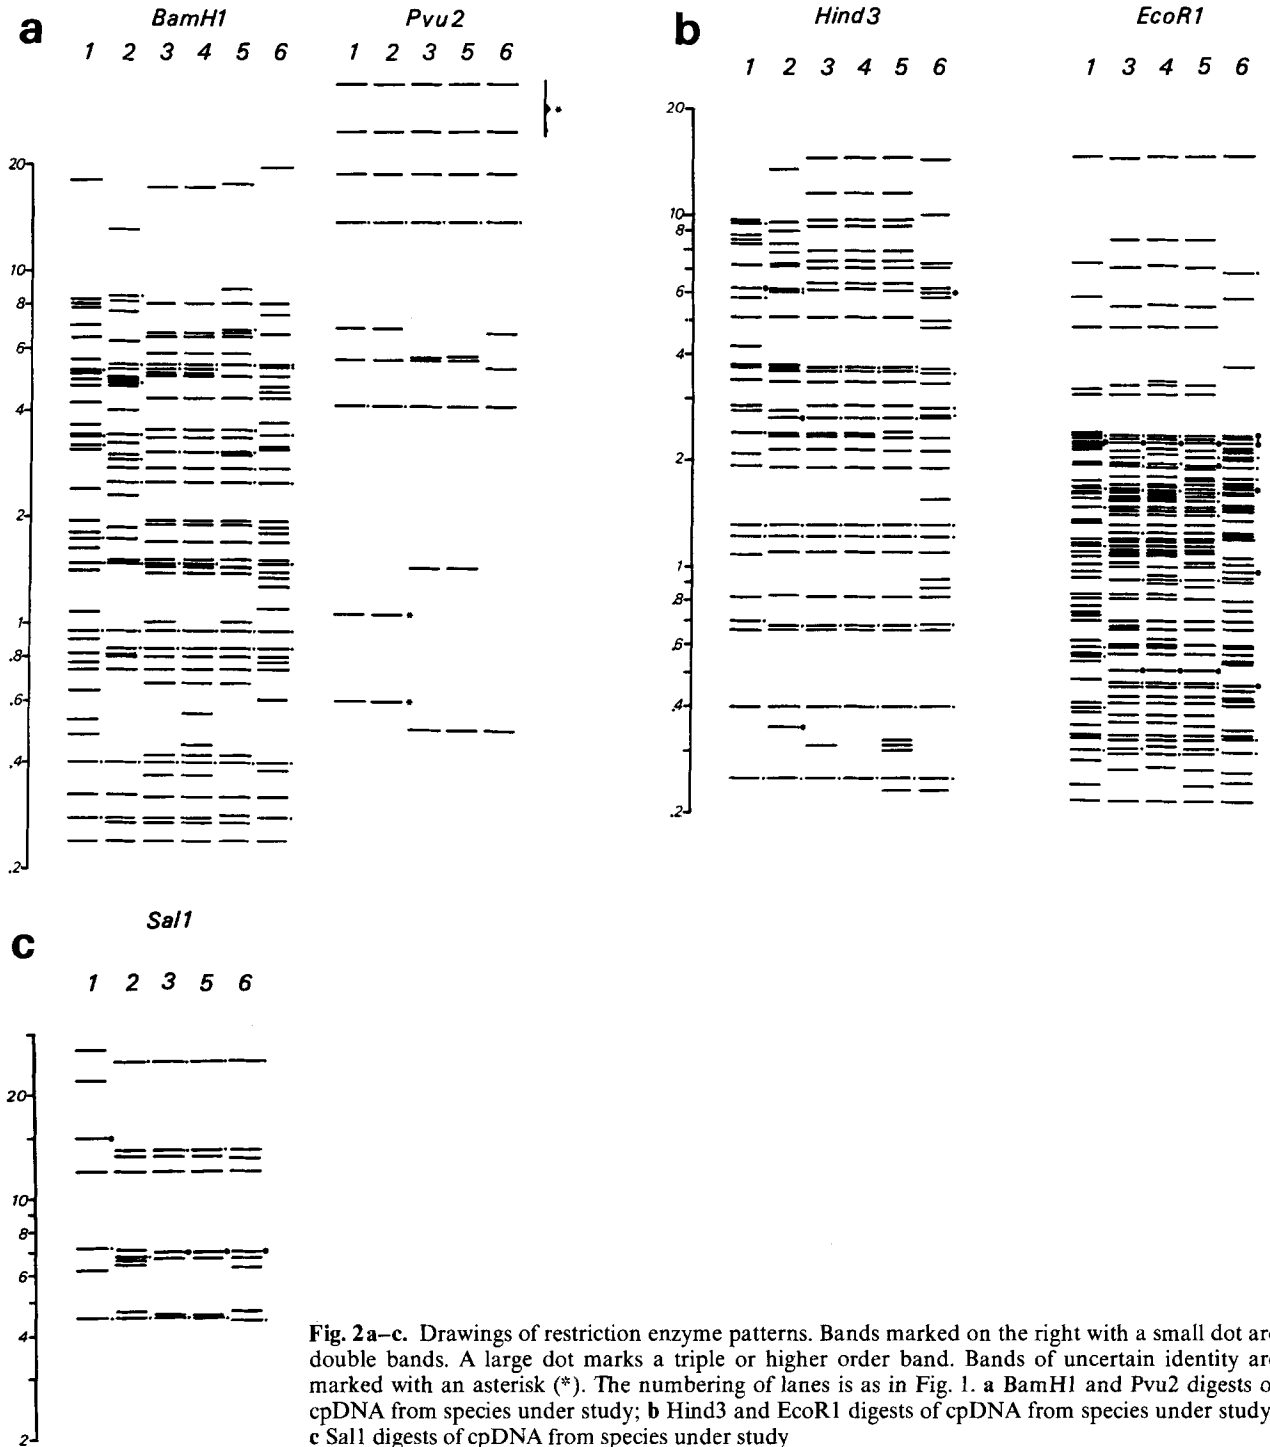 a
BamH1
Pvu2
1 2 3 4 5 6
1 2 3 5 6
20
10
8
6
4
2
1
.8
.6
.4
.2
*
*
*
b
Hind3
EcoR1
1 2 3 4 5 6
1 3 4 5 6
20
10
8
6
4
2
1
.8
.6
.4
.2
c
Sal1
1 2 3 5 6
20
10
8
6
4
2
Fig. 2a–c. Drawings of restriction enzyme patterns. Bands marked on the right with a small dot are
double bands. A large dot marks a triple or higher order band. Bands of uncertain identity are
marked with an asterisk (*). The numbering of lanes is as in Fig. 1. a BamH1 and Pvu2 digests o
cpDNA from species under study; b Hind3 and EcoR1 digests of cpDNA from species under study
c Sal1 digests of cpDNA from species under study